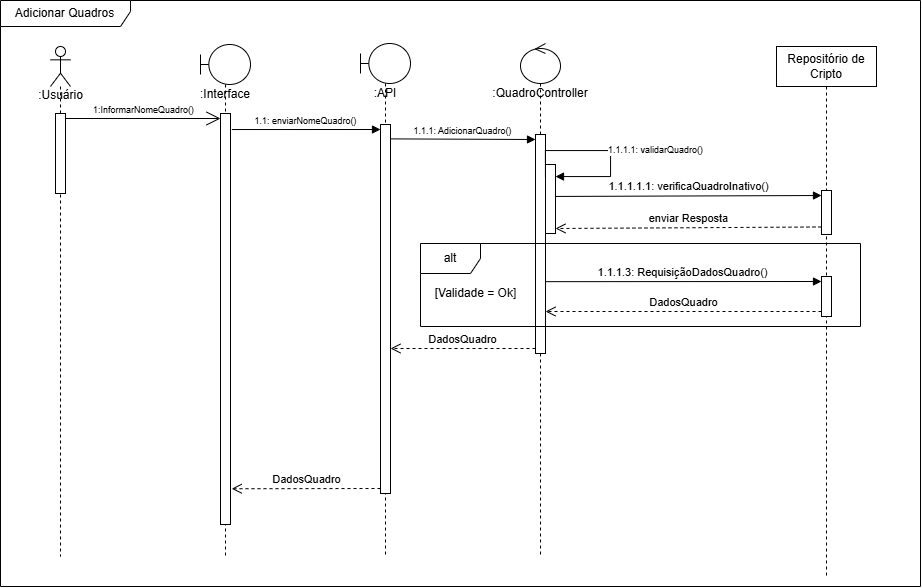 Adicionar Quadros
:Usuário
:Interface
:API
:QuadroController
Repositório de
Cripto
1:InformarNomeQuadro()
1.1: enviarNomeQuadro()
1.1.1: AdicionarQuadro()
1.1.1.1: validarQuadro()
1.1.1.1.1: verificaQuadroInativo()
enviar Resposta
alt
[Validade = Ok]
1.1.1.3: RequisiçãoDadosQuadro()
DadosQuadro
DadosQuadro
DadosQuadro